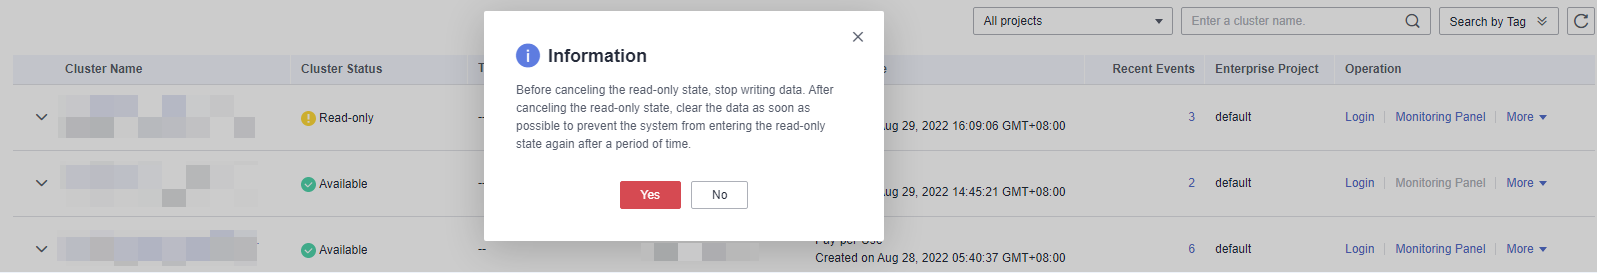 All projects
Enter a cluster name.
Search by Tag
Information
Before canceling the read-only state, stop writing data. After
canceling the read-only state, clear the data as soon as
possible to prevent the system from entering the read-only
state again after a period of time.
Yes No
Cluster Name Cluster Status Recent Events Enterprise Project Operation
Read-only -- Aug 29, 2022 16:09:06 GMT+08:00 3 default Login Monitoring Panel More
Available Aug 29, 2022 14:45:21 GMT+08:00 2 default Login Monitoring Panel More
Pay-per-Use
Available -- Created on Aug 28, 2022 05:40:37 GMT+08:00 6 default Login Monitoring Panel More